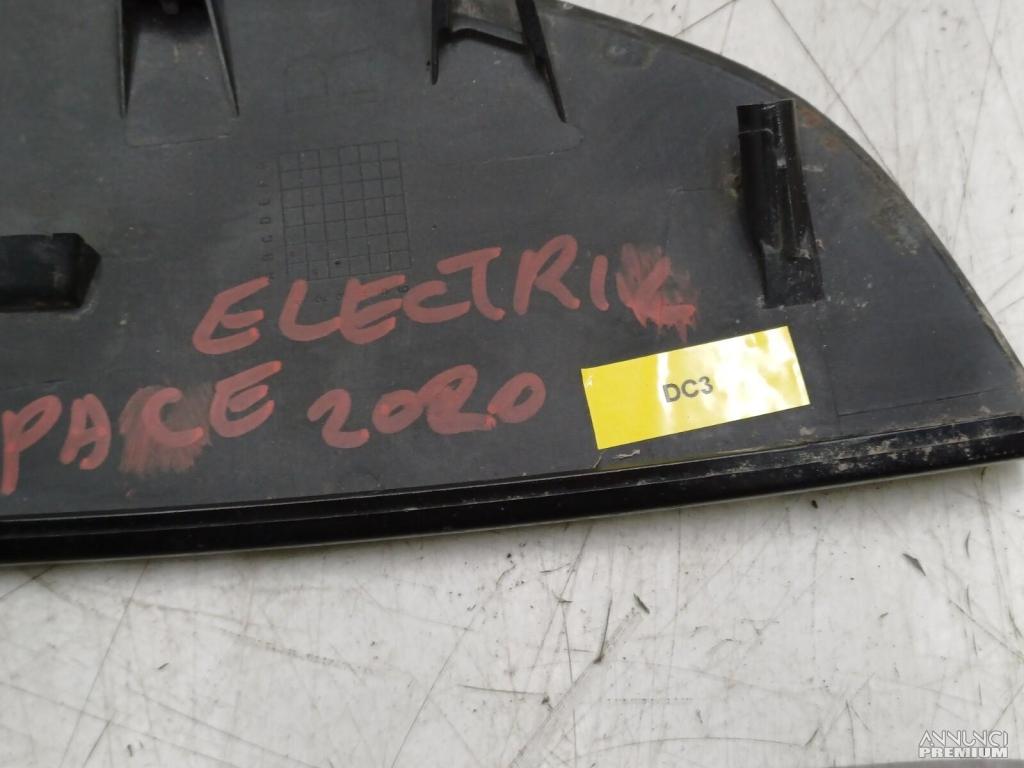 ELECTRIC
PACE 2020
DC3
ANNUNCI
PREMIUM